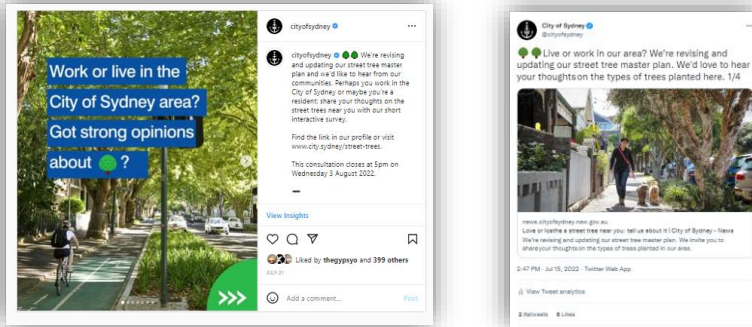 Work or live in the
City of Sydney area?
Got strong opinions
about 🌳 ?
cityofsydney
cityofsydney 🌳🌳 We're revising
and updating our street tree master
plan and we'd like to hear from our
communities. Perhaps you work in the
City of Sydney or maybe you're a
resident; share your thoughts on the
street trees near you with our short
interactive survey.
Find the link in our profile or visit
www.city.sydney/street-trees.
This consultation closes at 5pm on
Wednesday 3 August 2022.
View Insights
Liked by thegypsyo and 399 others
JULY 21
Add a comment...
Post
City of Sydney
@cityofsydney
🌳🌳Live or work in our area? We're revising and
updating our street tree master plan. We'd love to hear
your thoughts on the types of trees planted here. 1/4
news.cityofsydney.nsw.gov.au
Love or loathe a street tree near you: tell us about it | City of Sydney - News
We're revising and updating our street tree master plan. We invite you to
share your thoughts on the types of trees planted in our area.
2:47 PM · Jul 15, 2022 · Twitter Web App
View Tweet analytics
2 Retweets 8 Likes